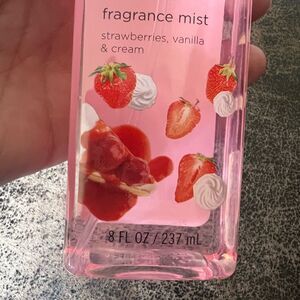 fragrance mist
strawberries, vanilla
& cream
8 FL OZ / 237 mL